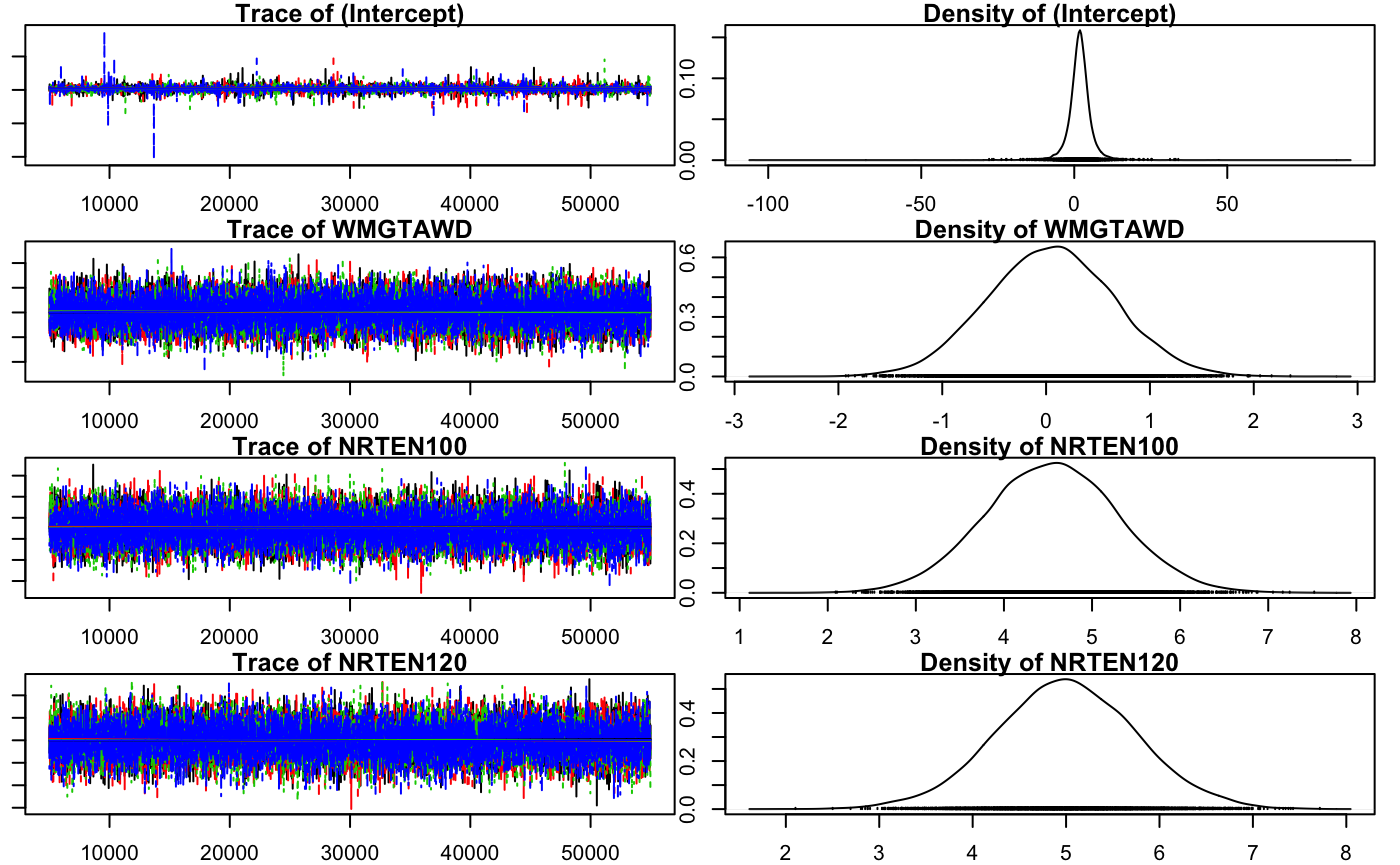 Trace of (Intercept)
Density of (Intercept)
0.00 0.10
10000 20000 30000 40000 50000
-100 -50 0 50
Trace of WMGTAWD
Density of WMGTAWD
0.0 0.3 0.6
10000 20000 30000 40000 50000
-3 -2 -1 0 1 2 3
Trace of NRTEN100
Density of NRTEN100
0.0 0.2 0.4
10000 20000 30000 40000 50000
1 2 3 4 5 6 7 8
Trace of NRTEN120
Density of NRTEN120
0.0 0.2 0.4
10000 20000 30000 40000 50000
2 3 4 5 6 7 8